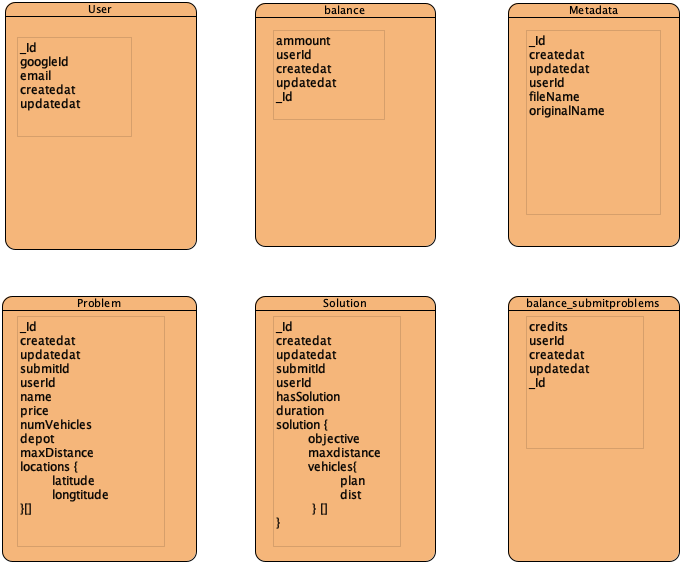 User
_Id
googleId
email
createdat
updatedat
balance
ammount
userId
createdat
updatedat
_Id
Metadata
_Id
createdat
updatedat
userId
fileName
originalName
Problem
_Id
createdat
updatedat
submitId
userId
name
price
numVehicles
depot
maxDistance
locations {
latitude
longtitude
}[]
Solution
_Id
createdat
updatedat
submitId
userId
hasSolution
duration
solution {
objective
maxdistance
vehicles{
plan
dist
} []
}
balance_submitproblems
credits
userId
createdat
updatedat
_Id